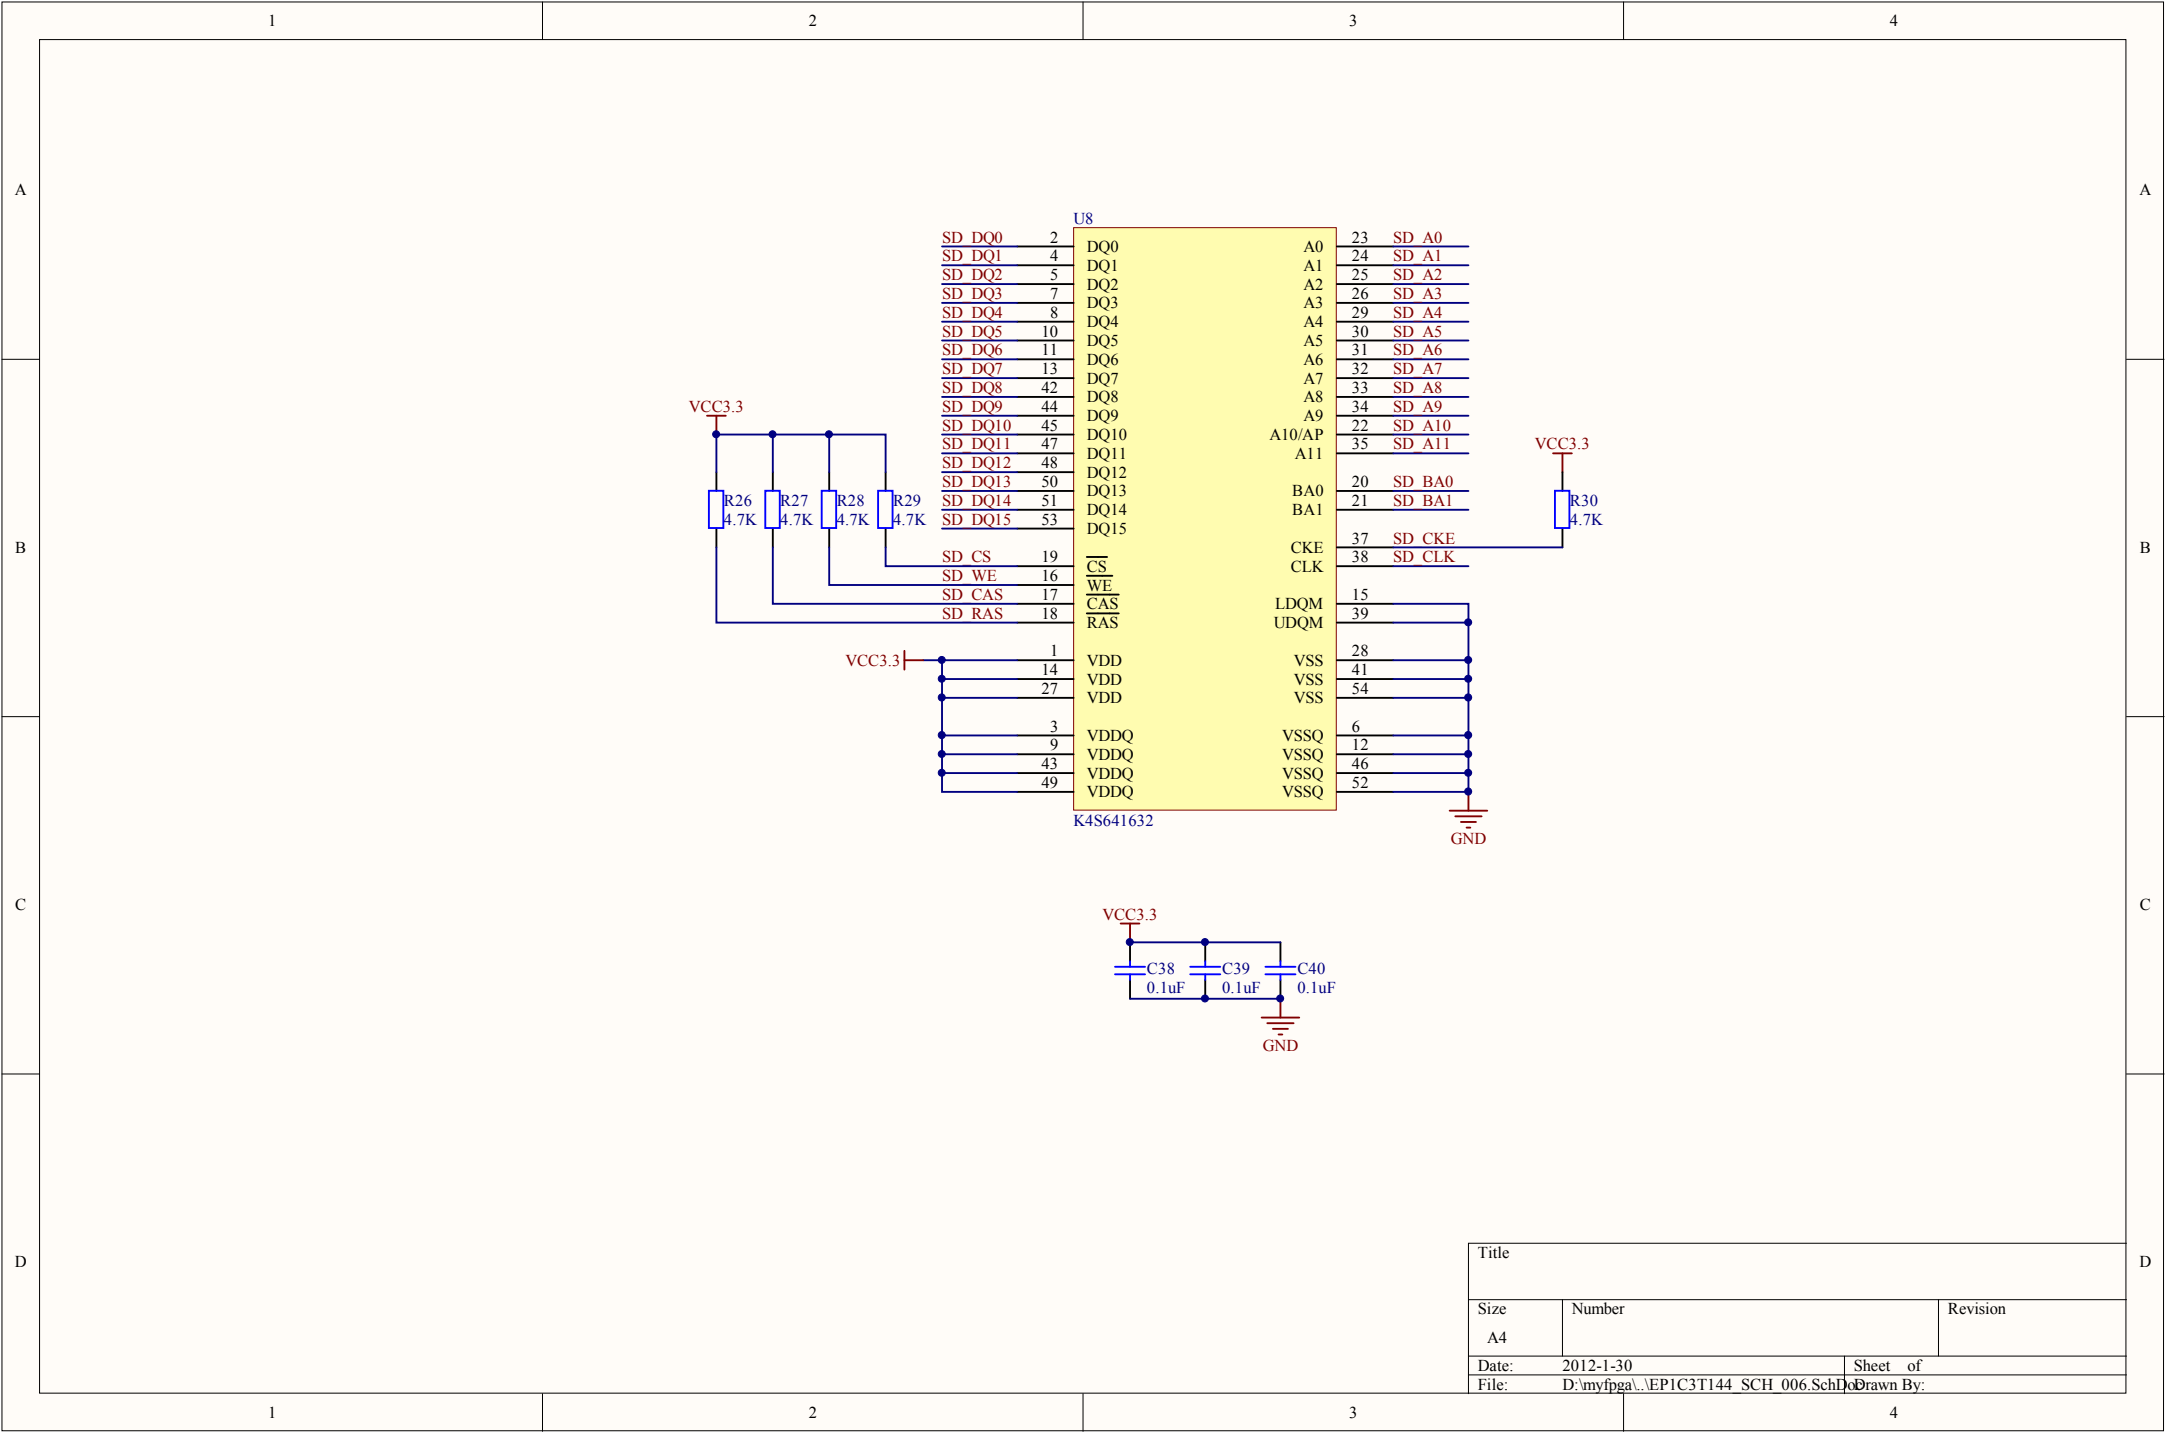 1 2 3 4
A A
U8
SD_DQ0 2 DQ0 A0 23 SD_A0
SD_DQ1 4 DQ1 A1 24 SD_A1
SD_DQ2 5 DQ2 A2 25 SD_A2
SD_DQ3 7 DQ3 A3 26 SD_A3
SD_DQ4 8 DQ4 A4 29 SD_A4
SD_DQ5 10 DQ5 A5 30 SD_A5
SD_DQ6 11 DQ6 A6 31 SD_A6
SD_DQ7 13 DQ7 A7 32 SD_A7
SD_DQ8 42 DQ8 A8 33 SD_A8
VCC3.3 SD_DQ9 44 DQ9 A9 34 SD_A9
SD_DQ10 45 DQ10 A10/AP 22 SD_A10
SD_DQ11 47 DQ11 A11 35 SD_A11 VCC3.3
SD_DQ12 48 DQ12
SD_DQ13 50 DQ13 BA0 20 SD_BA0
R26 R27 R28 R29 SD_DQ14 51 DQ14 BA1 21 SD_BA1 R30
4.7K 4.7K 4.7K 4.7K SD_DQ15 53 DQ15 4.7K
B B
CKE 37 SD_CKE
SD_CS 19 CS CLK 38 SD_CLK
SD_WE 16 WE
SD_CAS 17 CAS LDQM 15
SD_RAS 18 RAS UDQM 39
VCC3.3 1 VDD VSS 28
14 VDD VSS 41
27 VDD VSS 54
3 VDDQ VSSQ 6
9 VDDQ VSSQ 12
43 VDDQ VSSQ 46
49 VDDQ VSSQ 52
K4S641632
GND
C C
VCC3.3
C38 C39 C40
0.1uF 0.1uF 0.1uF
GND
D D
Title
Size Number Revision
A4
Date: 2012-1-30 Sheet of
File: D:\myfpga\..\EP1C3T144_SCH_006.SchDoc Drawn By:
1 2 3 4